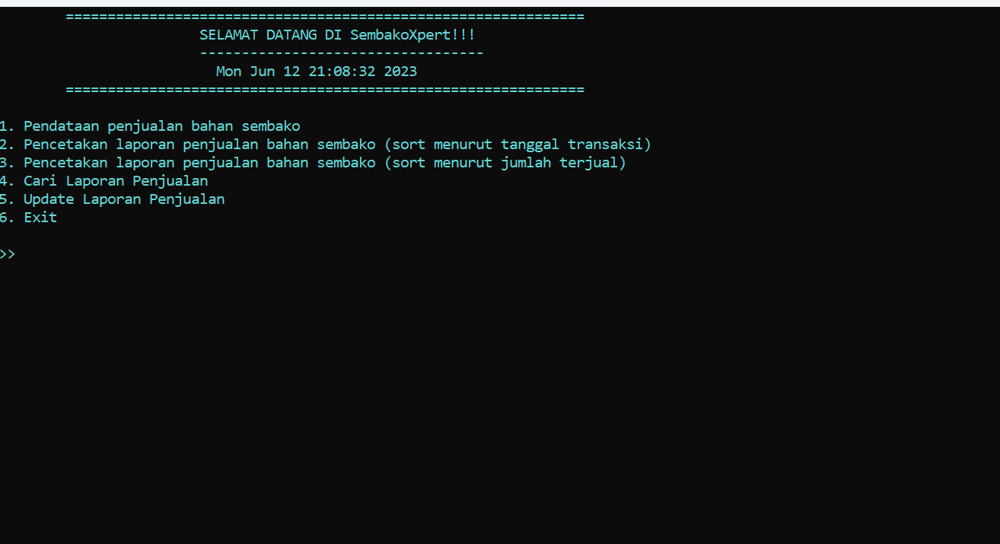 ==============================================================
SELAMAT DATANG DI SembakoXpert!!!
----------------------------------
Mon Jun 12 21:08:32 2023
==============================================================
1. Pendataan penjualan bahan sembako
2. Pencetakan laporan penjualan bahan sembako (sort menurut tanggal transaksi)
3. Pencetakan laporan penjualan bahan sembako (sort menurut jumlah terjual)
4. Cari Laporan Penjualan
5. Update Laporan Penjualan
6. Exit
>>